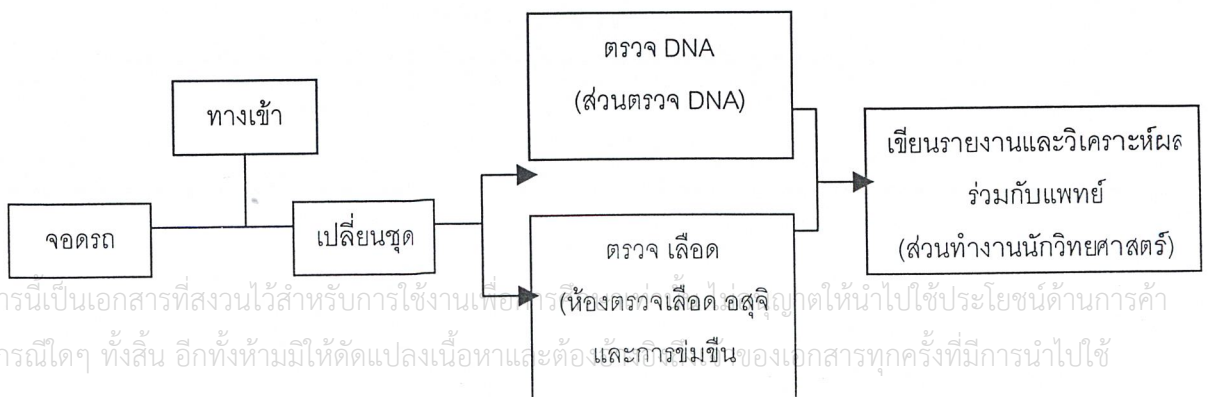 ตรวจ DNA
(ส่วนตรวจ DNA)
ทางเข้า
เขียนรายงานและวิเคราะห์ผล
ร่วมกับแพทย์
(ส่วนทำงานนักวิทยาศาสตร์)
จอดรถ
เปลี่ยนชุด
ตรวจ เลือด
(ห้องตรวจเลือด อสุจิ
และการข่มขืน
ารนี้เป็นเอกสารที่สงวนไว้สำหรับการใช้งานเพื่อการ ให้นำไปใช้ประโยชน์ด้านการค้า
ารณีใดๆ ทั้งสิ้น อีกทั้งห้ามมิให้ดัดแปลงเนื้อหาและต้อง ของเอกสารทุกครั้งที่มีการนำไปใช้